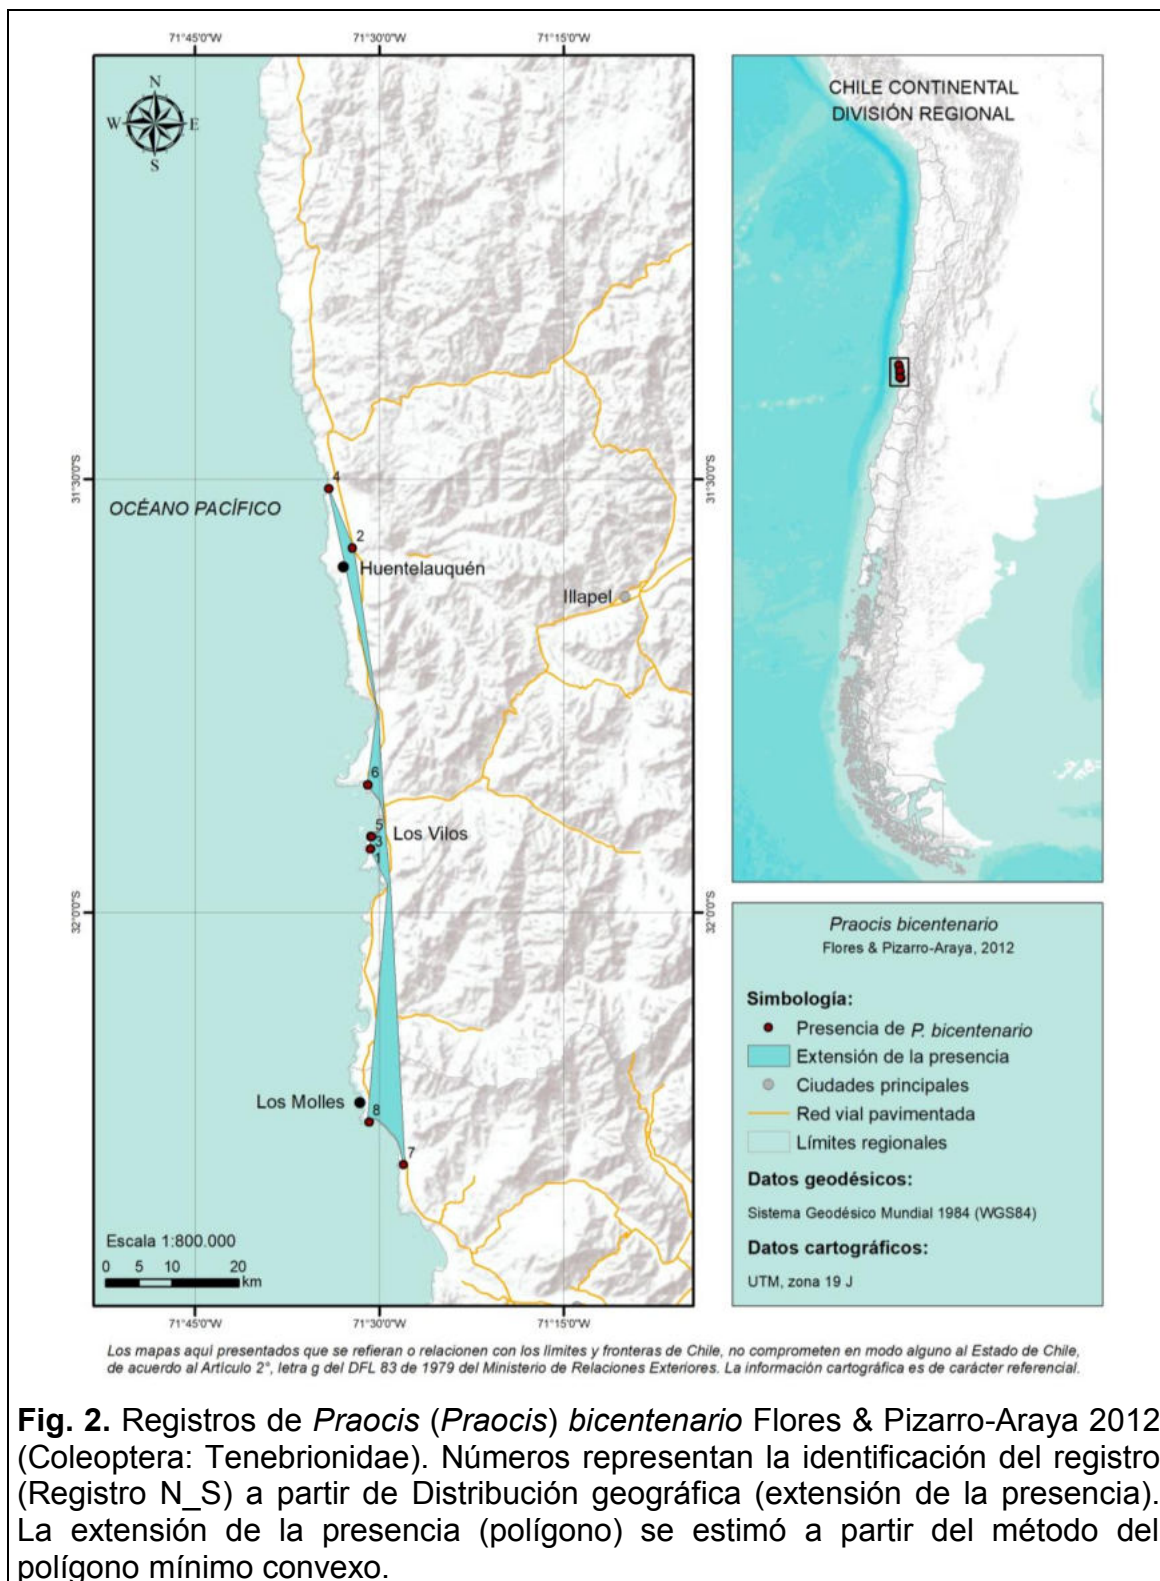 71°45'0"W
71°30'0"W
71°15'0"W
N
W
E
S
31°30'0"S
31°30'0"S
4
OCÉANO PACÍFICO
2
Huentelauquén
Illapel
6
5
Los Vilos
3
1
32°0'0"S
32°0'0"S
Los Molles
8
7
Escala 1:800.000
0 5 10 20
km
71°45'0"W
71°30'0"W
71°15'0"W
CHILE CONTINENTAL
DIVISIÓN REGIONAL
Praocis bicentenario
Flores & Pizarro-Araya, 2012
Simbología:
Presencia de P. bicentenario
Extensión de la presencia
Ciudades principales
Red vial pavimentada
Límites regionales
Datos geodésicos:
Sistema Geodésico Mundial 1984 (WGS84)
Datos cartográficos:
UTM, zona 19 J
Los mapas aquí presentados que se refieran o relacionen con los límites y fronteras de Chile, no comprometen en modo alguno al Estado de Chile,
de acuerdo al Artículo 2°, letra g del DFL 83 de 1979 del Ministerio de Relaciones Exteriores. La información cartográfica es de carácter referencial.
Fig. 2. Registros de Praocis (Praocis) bicentenario Flores & Pizarro-Araya 2012
(Coleoptera: Tenebrionidae). Números representan la identificación del registro
(Registro N_S) a partir de Distribución geográfica (extensión de la presencia).
La extensión de la presencia (polígono) se estimó a partir del método del
polígono mínimo convexo.